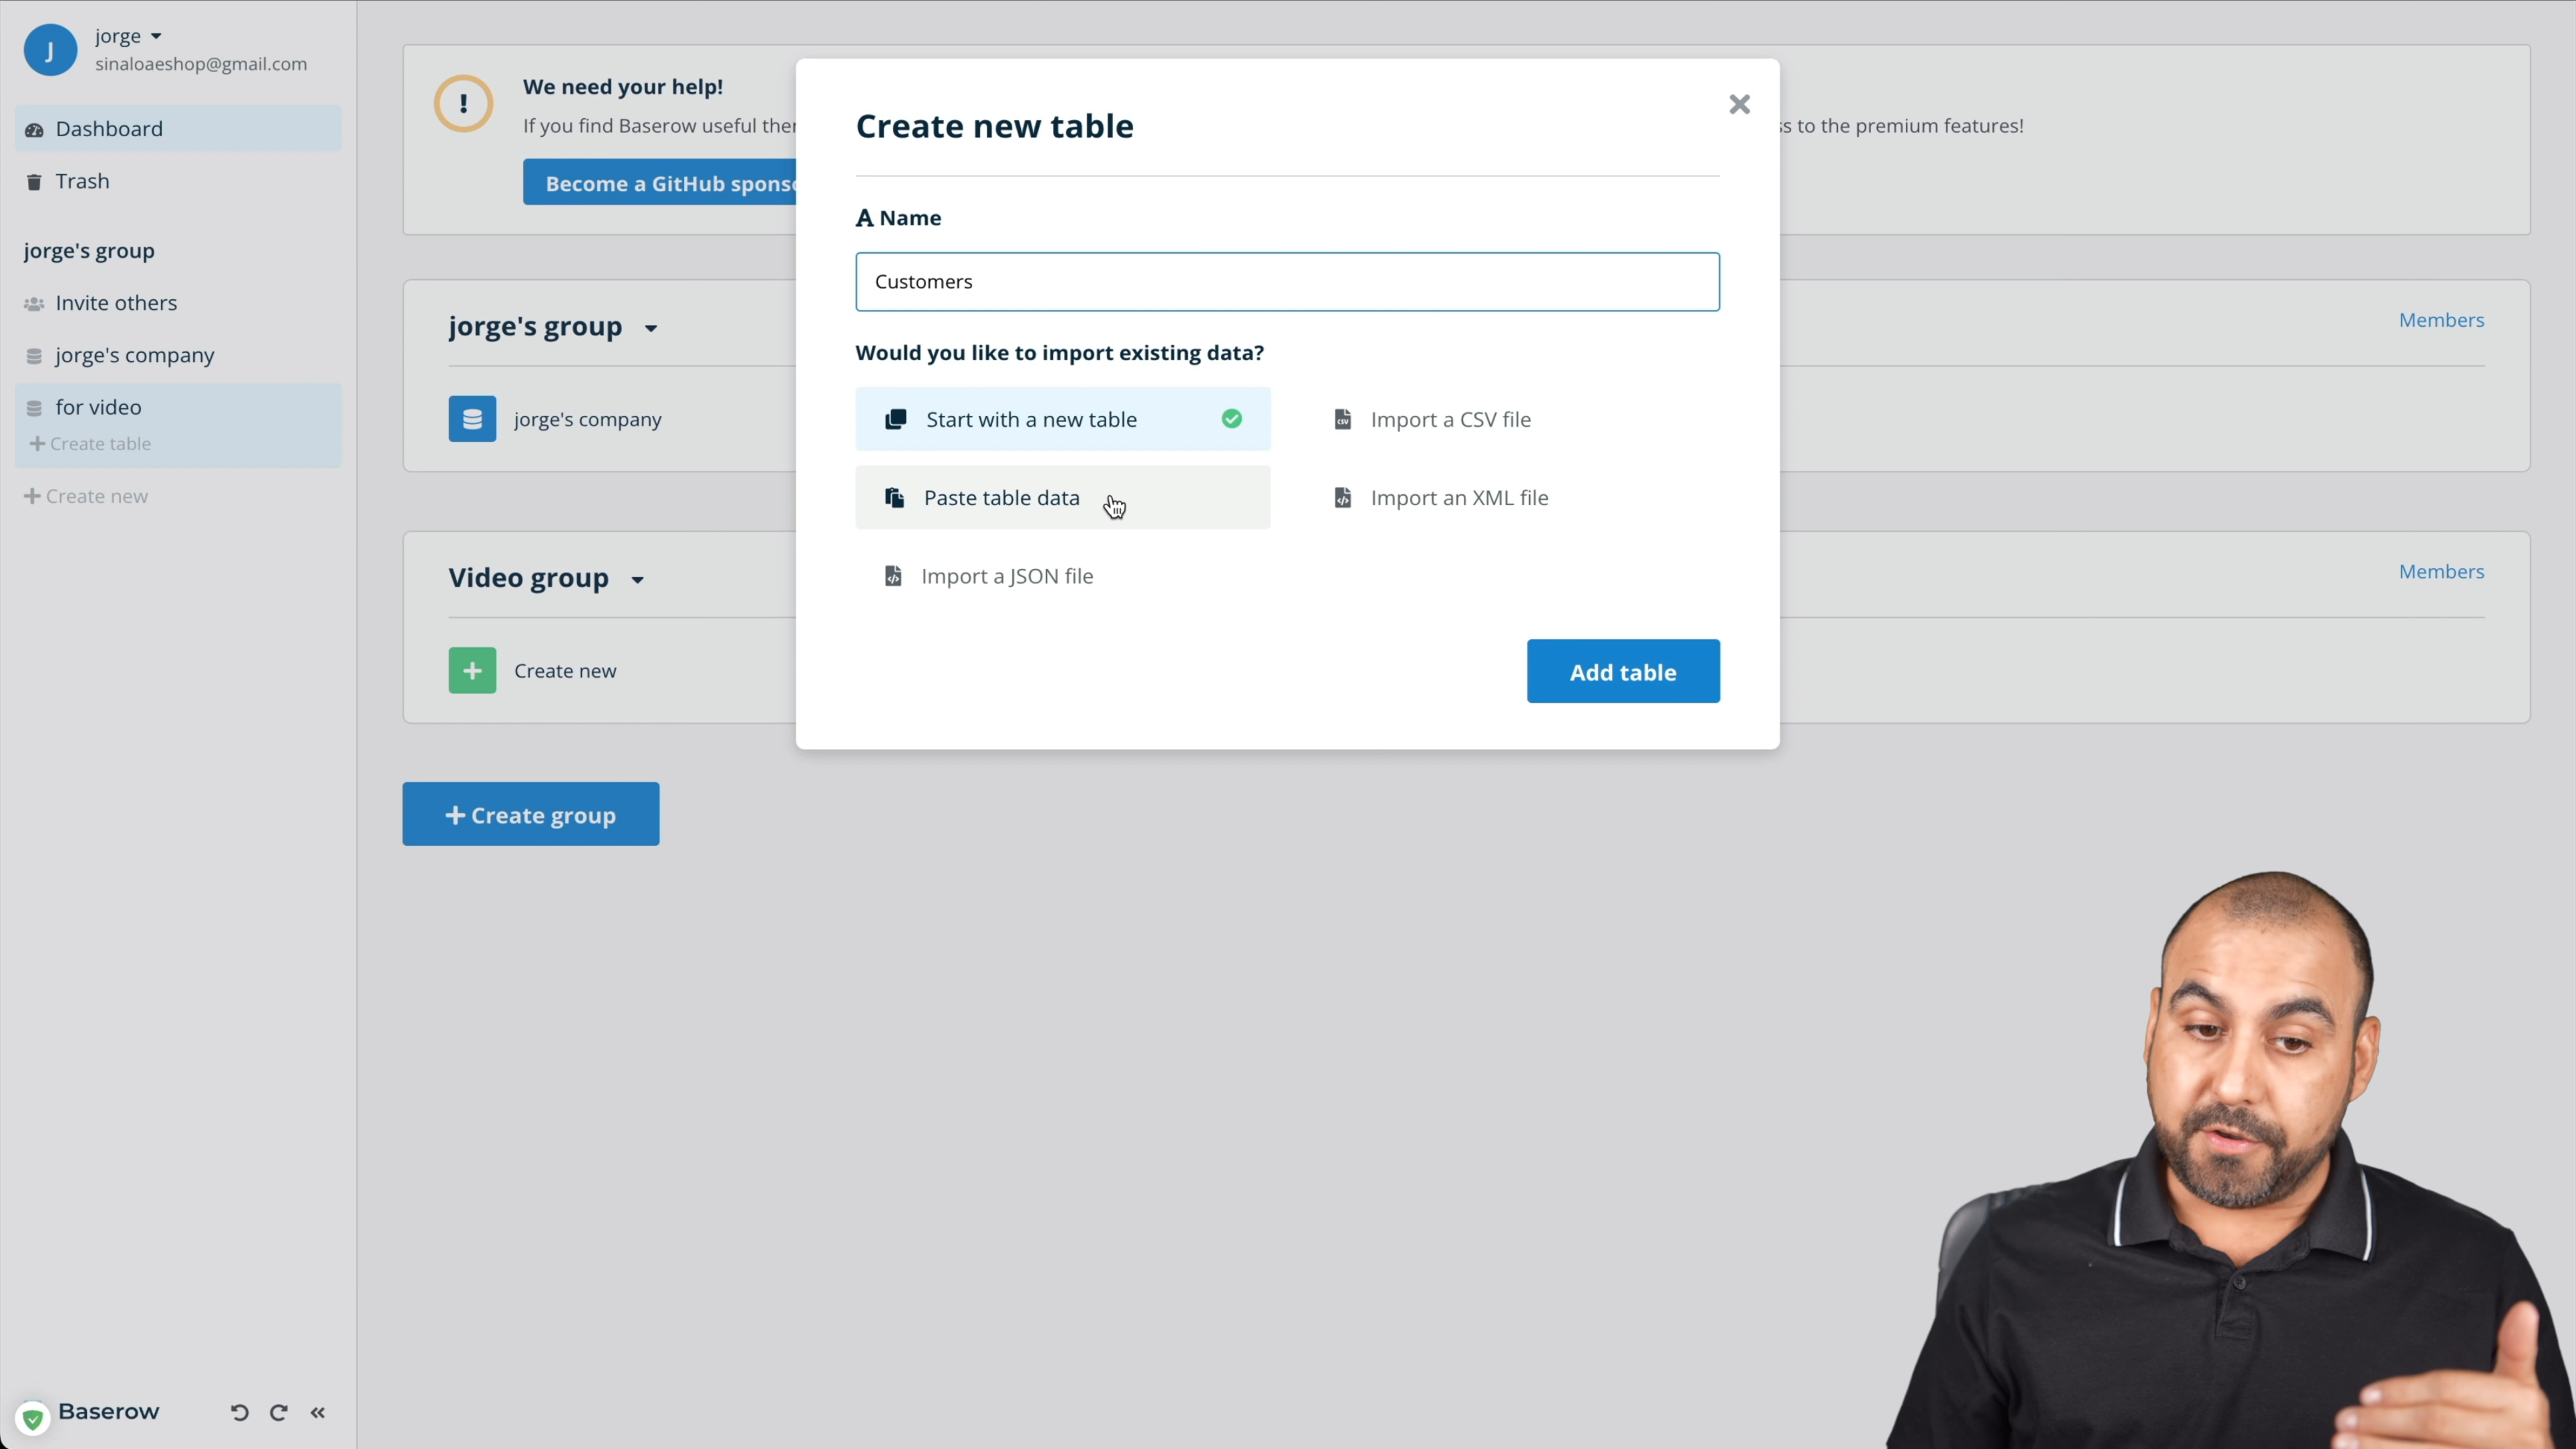 J
jorge
sinaloaeshop@gmail.com
Dashboard
Trash
jorge's group
Invite others
jorge's company
for video
+ Create table
+ Create new
Baserow
We need your help!
If you find Baserow useful
s to the premium features!
Become a GitHub
jorge's group
Members
jorge's company
Video group
Members
Create new
+ Create group
Create new table
Name
Customers
Would you like to import existing data?
Start with a new table
Import a CSV file
Paste table data
Import an XML file
Import a JSON file
Add table